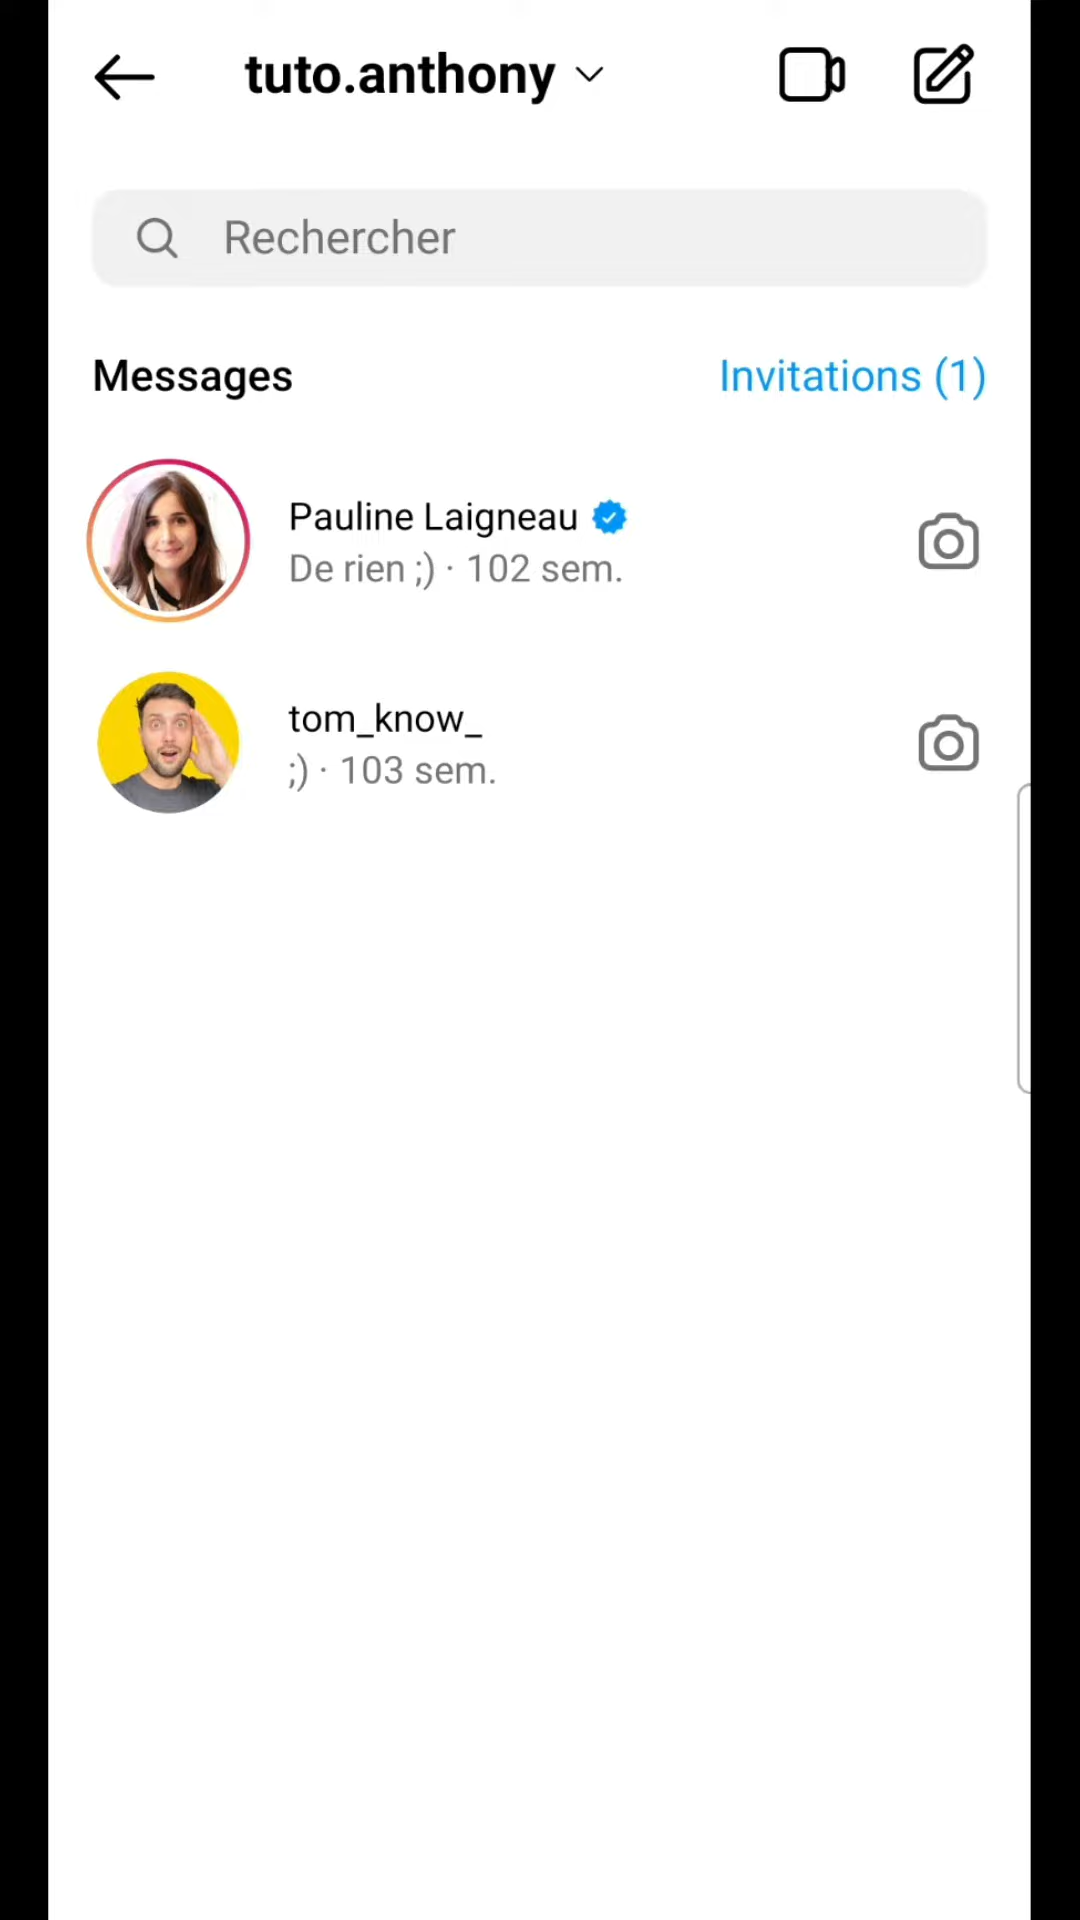 tuto.anthony
Rechercher
Messages
Invitations (1)
Pauline Laigneau
De rien ;) · 102 sem.
tom_know_
;) · 103 sem.